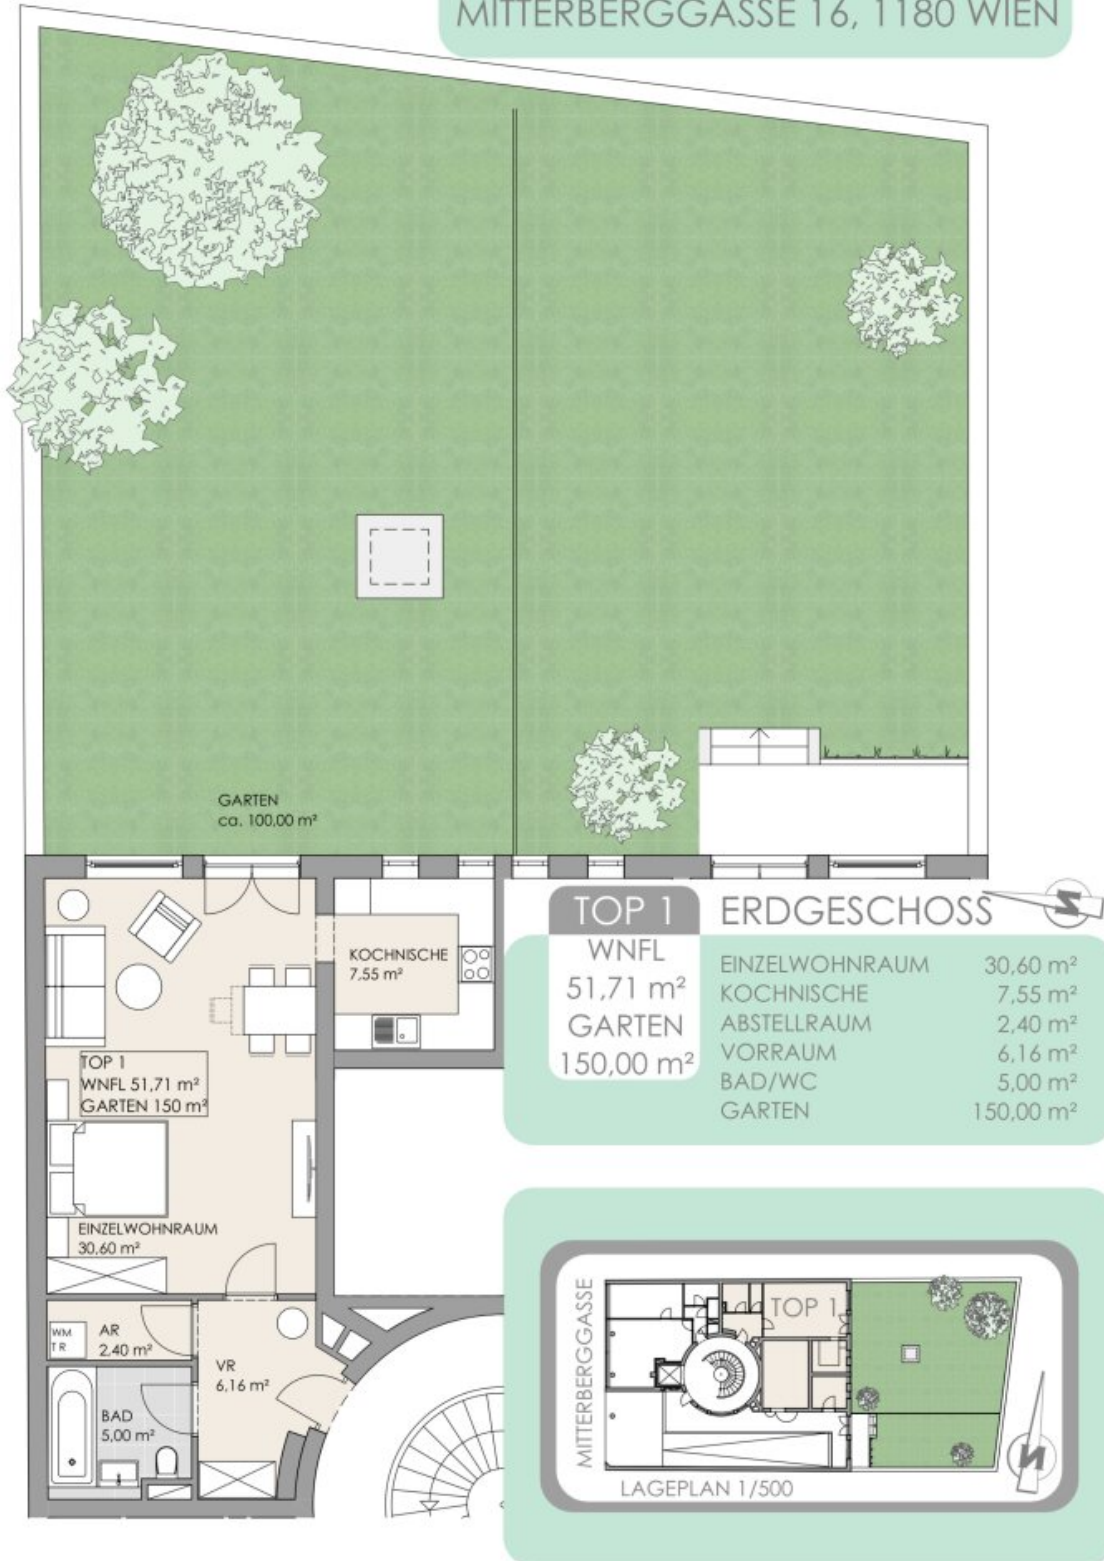 MITTERBERGGASSE 16, 1180 WIEN
GARTEN
ca. 100,00 m²
KOCHNISCHE
7,55 m²
TOP 1
WNFL 51,71 m²
GARTEN 150 m²
EINZELWOHNRAUM
30,60 m²
WM
TR
AR
2,40 m²
VR
6,16 m²
BAD
5,00 m²
TOP 1
WNFL
51,71 m²
GARTEN
150,00 m²
ERDGESCHOSS
N
EINZELWOHNRAUM 30,60 m²
KOCHNISCHE 7,55 m²
ABSTELLRAUM 2,40 m²
VORRAUM 6,16 m²
BAD/WC 5,00 m²
GARTEN 150,00 m²
MITTERBERGGASSE
TOP 1
N
LAGEPLAN 1/500